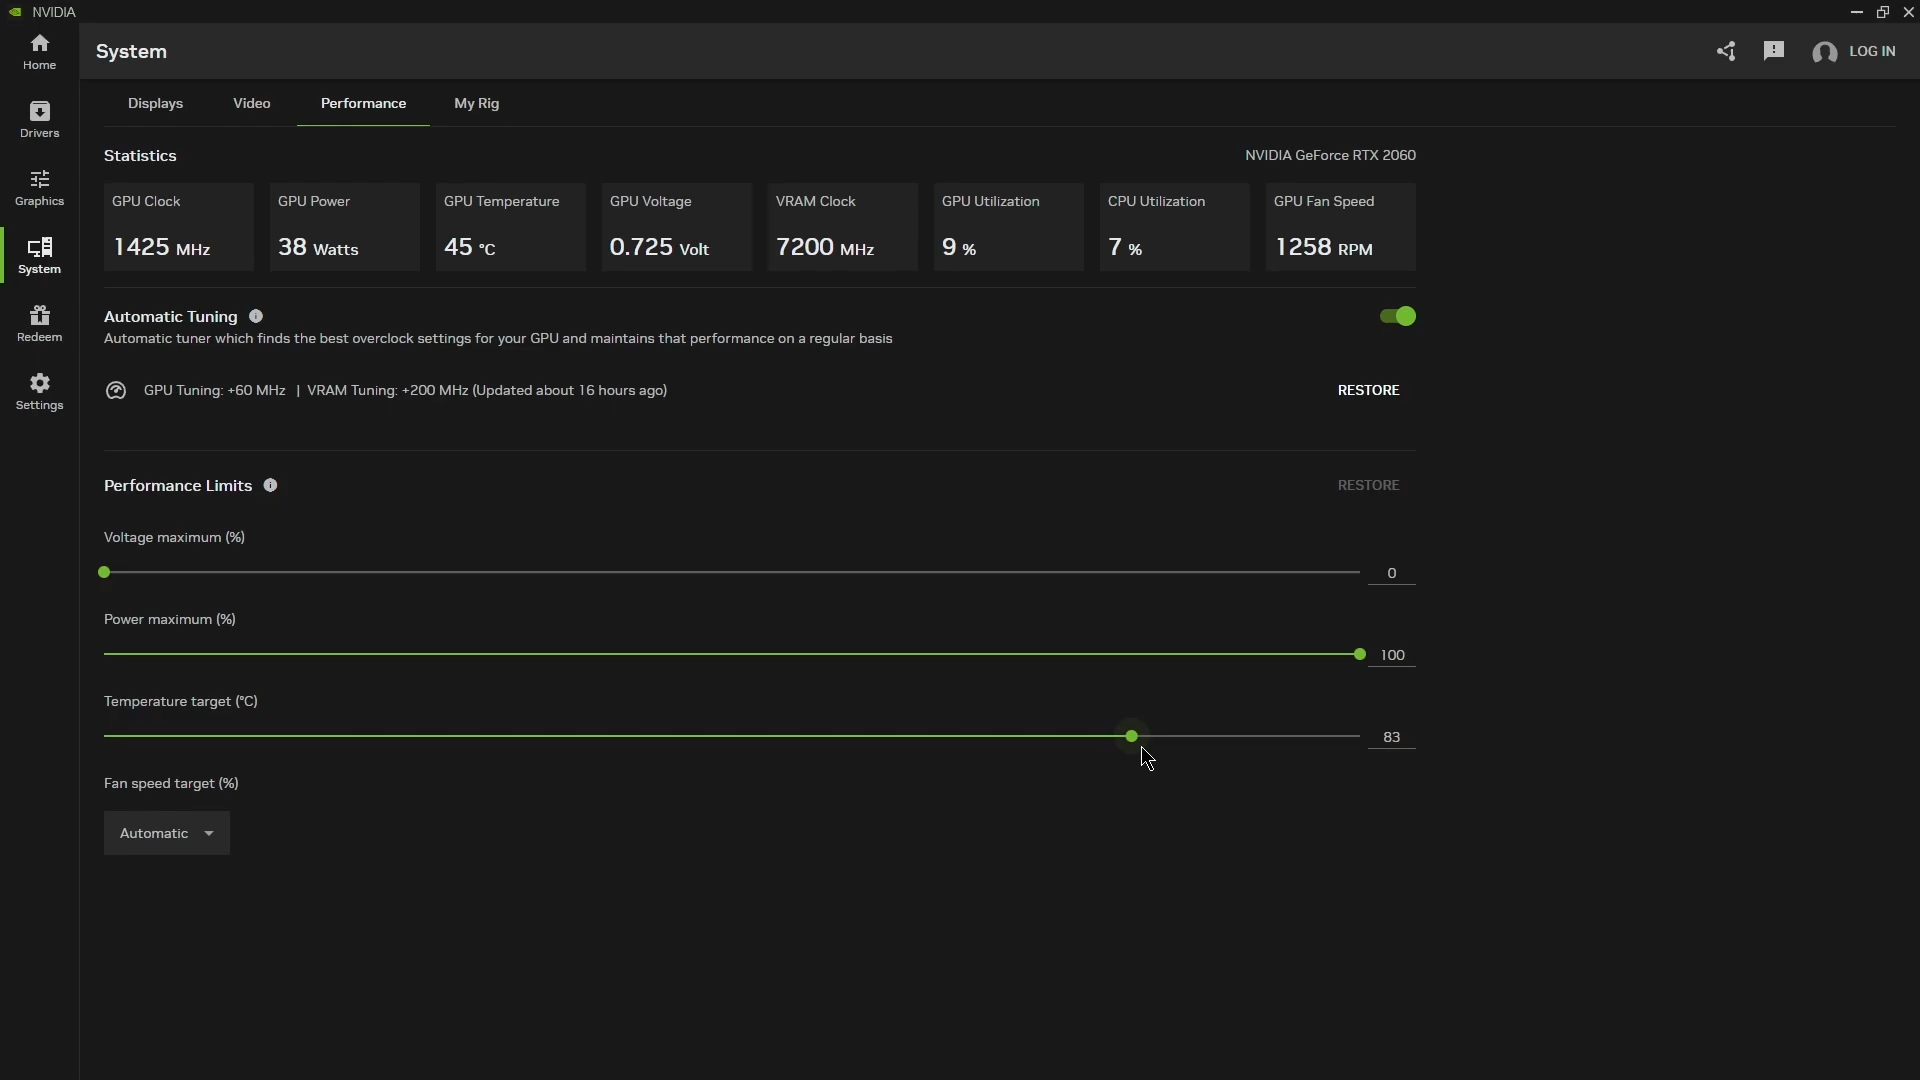 NVIDIA
Home
Drivers
Graphics
System
Redeem
Settings
System
LOG IN
Displays Video Performance My Rig
Statistics
NVIDIA GeForce RTX 2060
GPU Clock
1425 MHz
GPU Power
38 Watts
GPU Temperature
45 °C
GPU Voltage
0.725 Volt
VRAM Clock
7200 MHz
GPU Utilization
9 %
CPU Utilization
7 %
GPU Fan Speed
1258 RPM
Automatic Tuning
Automatic tuner which finds the best overclock settings for your GPU and maintains that performance on a regular basis
GPU Tuning: +60 MHz | VRAM Tuning: +200 MHz (Updated about 16 hours ago)
RESTORE
Performance Limits
RESTORE
Voltage maximum (%)
0
Power maximum (%)
100
Temperature target (°C)
83
Fan speed target (%)
Automatic